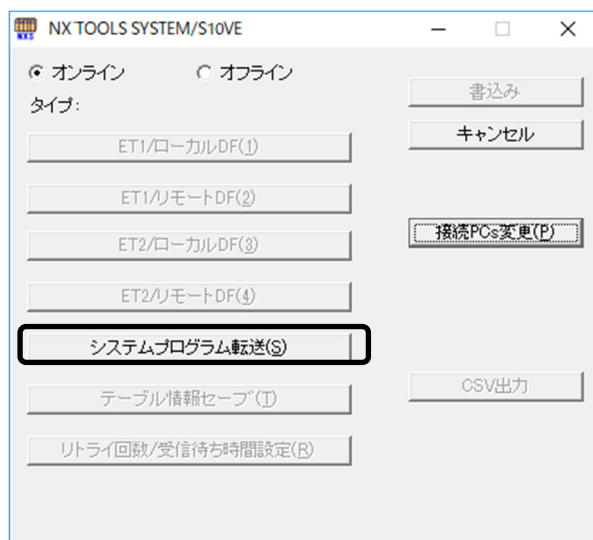 NX TOOLS SYSTEM/S10VE
オンライン オフライン
タイプ:
書込み
キャンセル
ET1/ローカルDF(1)
ET1/リモートDF(2)
接続PCs変更(P)
ET2/ローカルDF(3)
ET2/リモートDF(4)
システムプログラム転送(S)
テーブル情報セーブ(T)
CSV出力
リトライ回数/受信待ち時間設定(R)
NXS